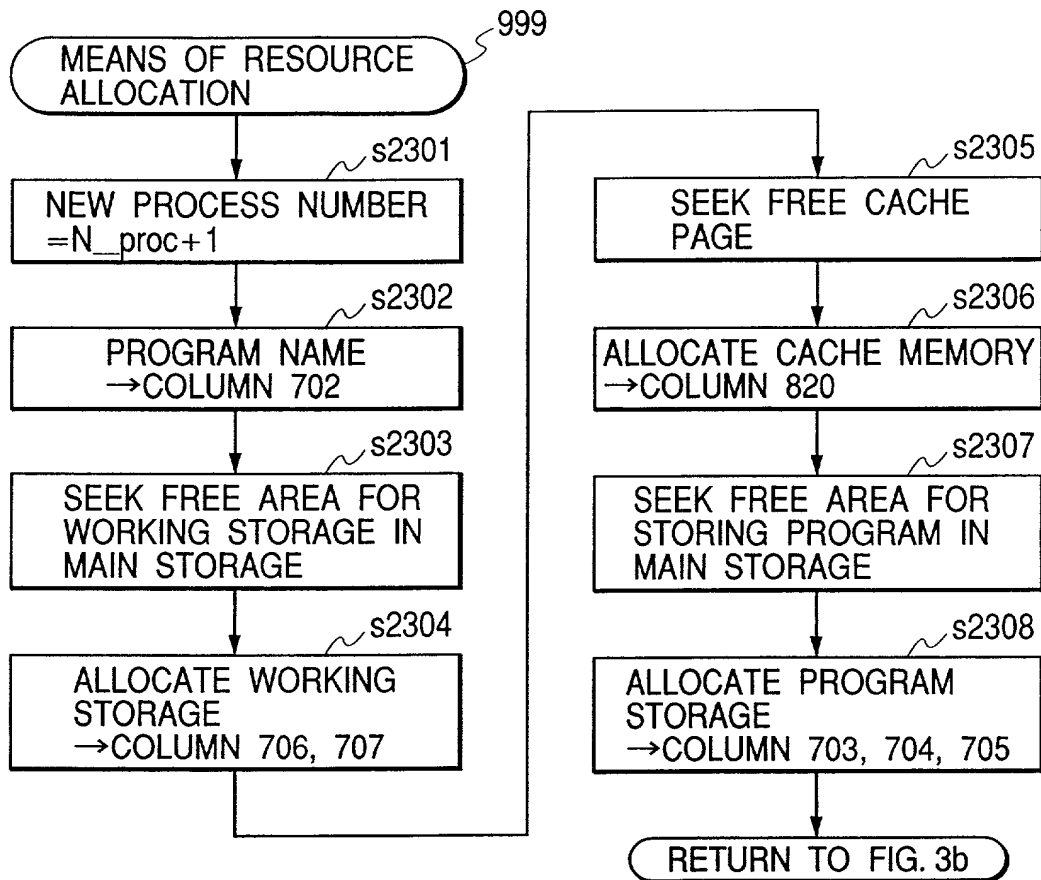 999
MEANS OF RESOURCE
ALLOCATION
s2301
NEW PROCESS NUMBER
=N__proc+1
s2302
PROGRAM NAME
→COLUMN 702
s2303
SEEK FREE AREA FOR
WORKING STORAGE IN
MAIN STORAGE
s2304
ALLOCATE WORKING
STORAGE
→COLUMN 706, 707
s2305
SEEK FREE CACHE
PAGE
s2306
ALLOCATE CACHE MEMORY
→COLUMN 820
s2307
SEEK FREE AREA FOR
STORING PROGRAM IN
MAIN STORAGE
s2308
ALLOCATE PROGRAM
STORAGE
→COLUMN 703, 704, 705
RETURN TO FIG. 3b